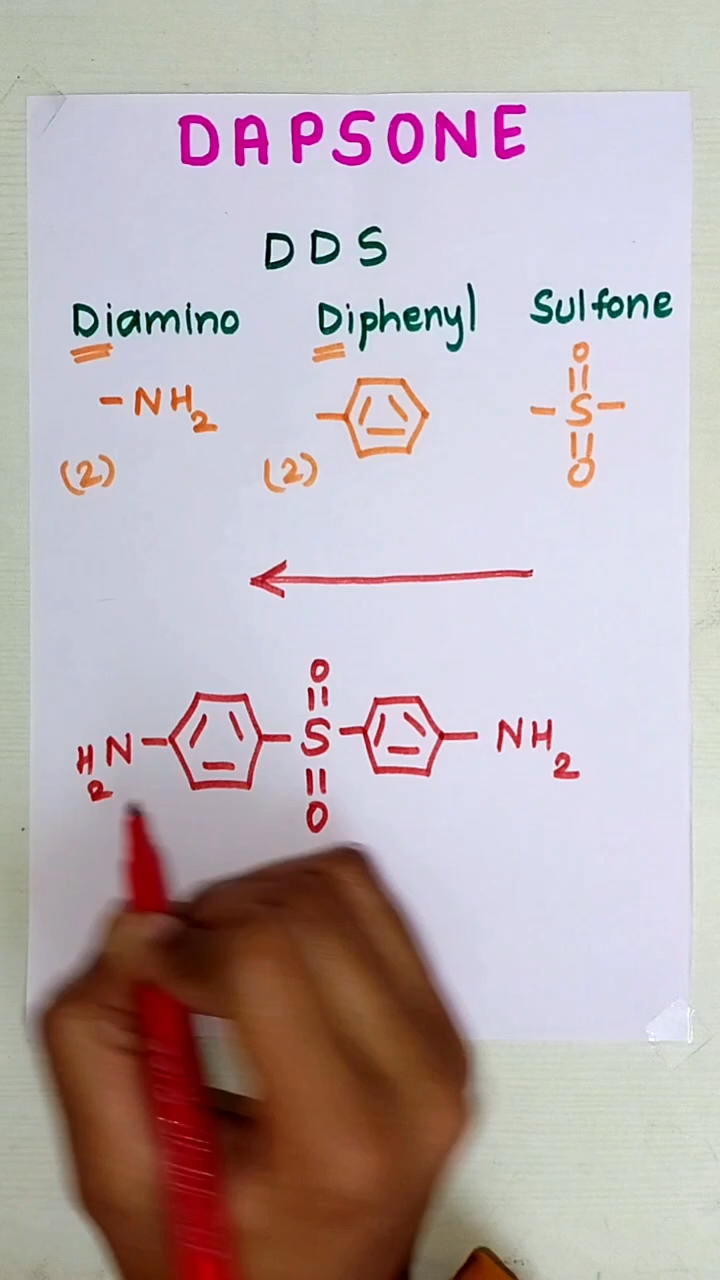 DAPSONE
DDS
Diamino Diphenyl Sulfone
-NH2
(2) (2)
O
S
O
O
H2N S NH2
O